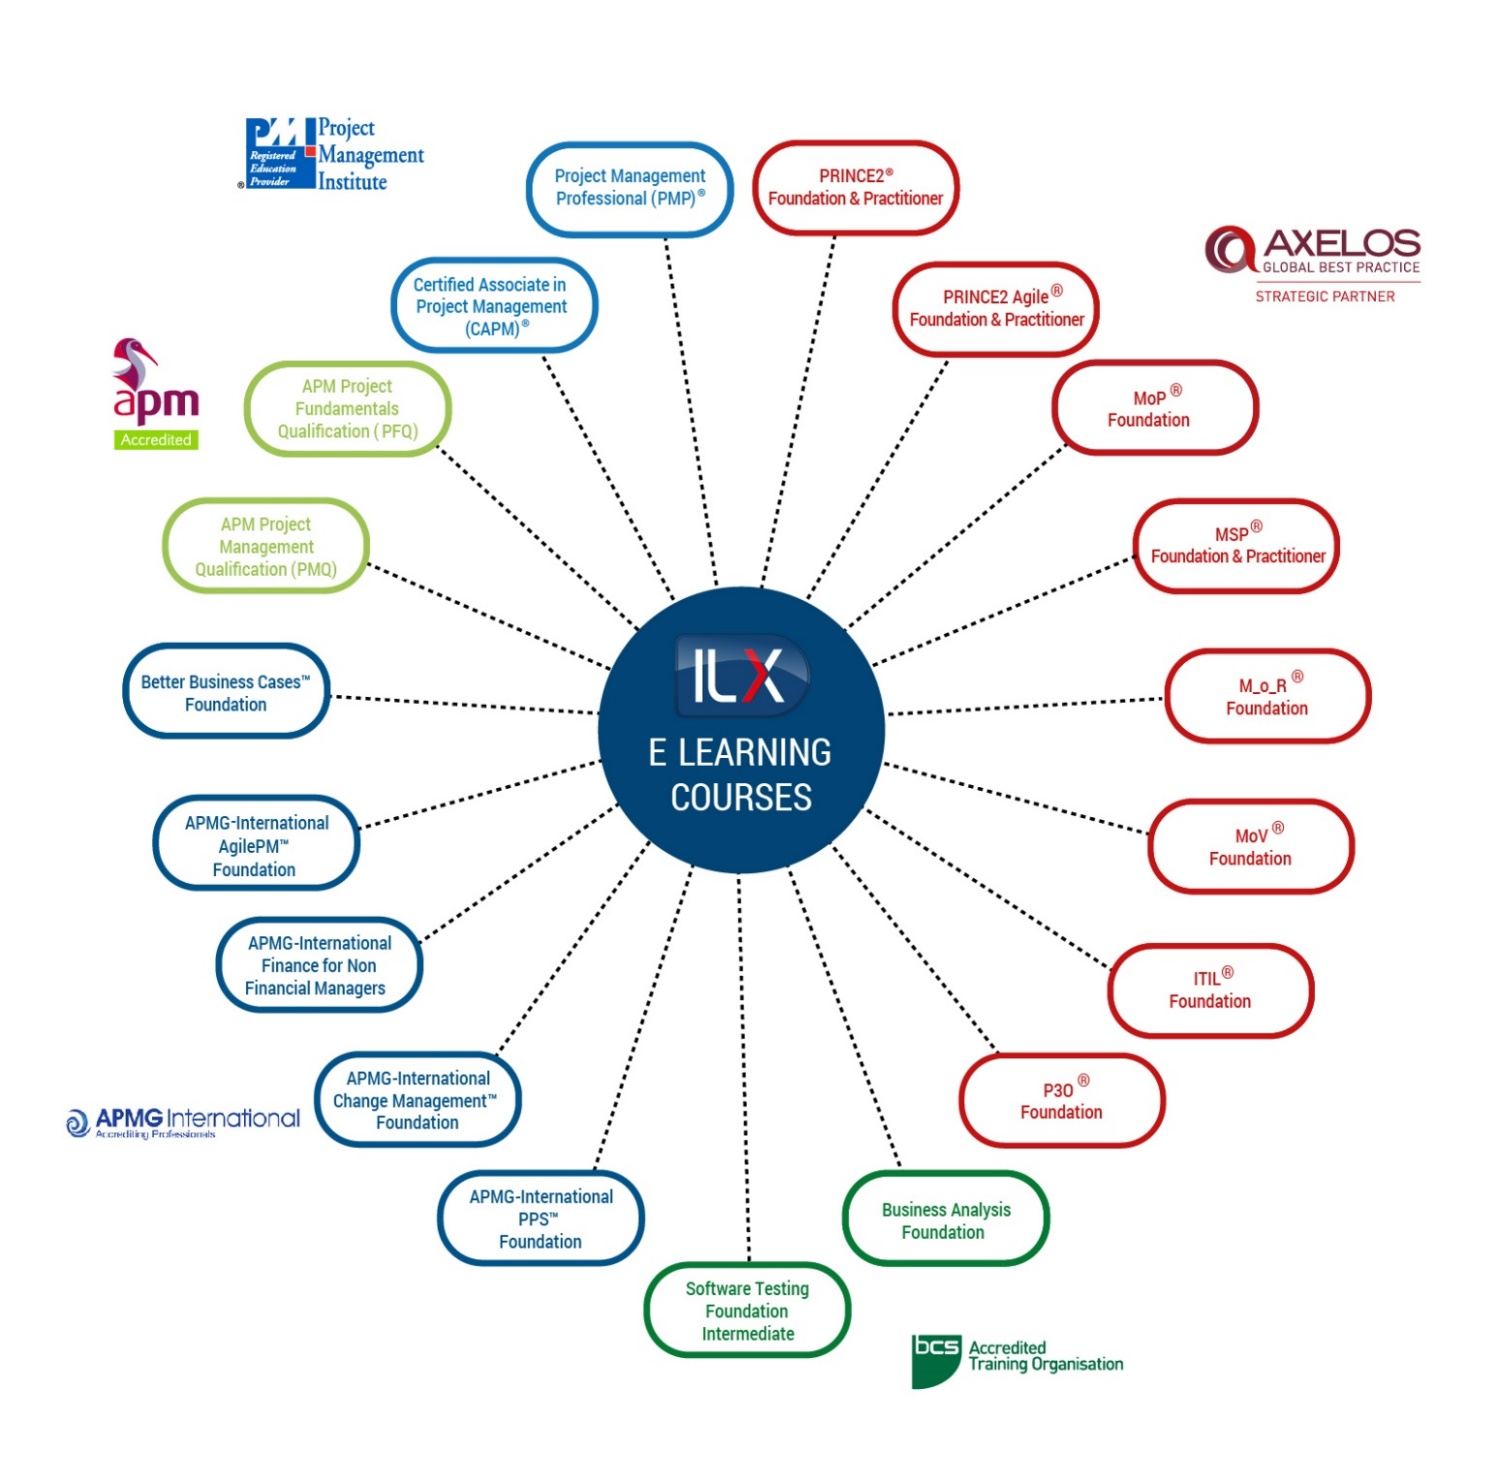 PMI
Registered
Education
Provider
®
Project
Management
Institute
Project Management
Professional (PMP)®
PRINCE2®
Foundation & Practitioner
AXELOS
GLOBAL BEST PRACTICE
STRATEGIC PARTNER
Certified Associate in
Project Management
(CAPM)®
PRINCE2 Agile®
Foundation & Practitioner
apm
Accredited
APM Project
Fundamentals
Qualification ( PFQ)
MoP ®
Foundation
APM Project
Management
Qualification (PMQ)
MSP®
Foundation & Practitioner
Better Business Cases™
Foundation
ILX
E LEARNING
COURSES
M_o_R ®
Foundation
APMG-International
AgilePM™
Foundation
MoV ®
Foundation
APMG-International
Finance for Non
Financial Managers
ITIL®
Foundation
APMG International
Accrediting Professionals
APMG-International
Change Management™
Foundation
P3O ®
Foundation
APMG-International
PPS™
Foundation
Business Analysis
Foundation
Software Testing
Foundation
Intermediate
bcs
Accredited
Training Organisation